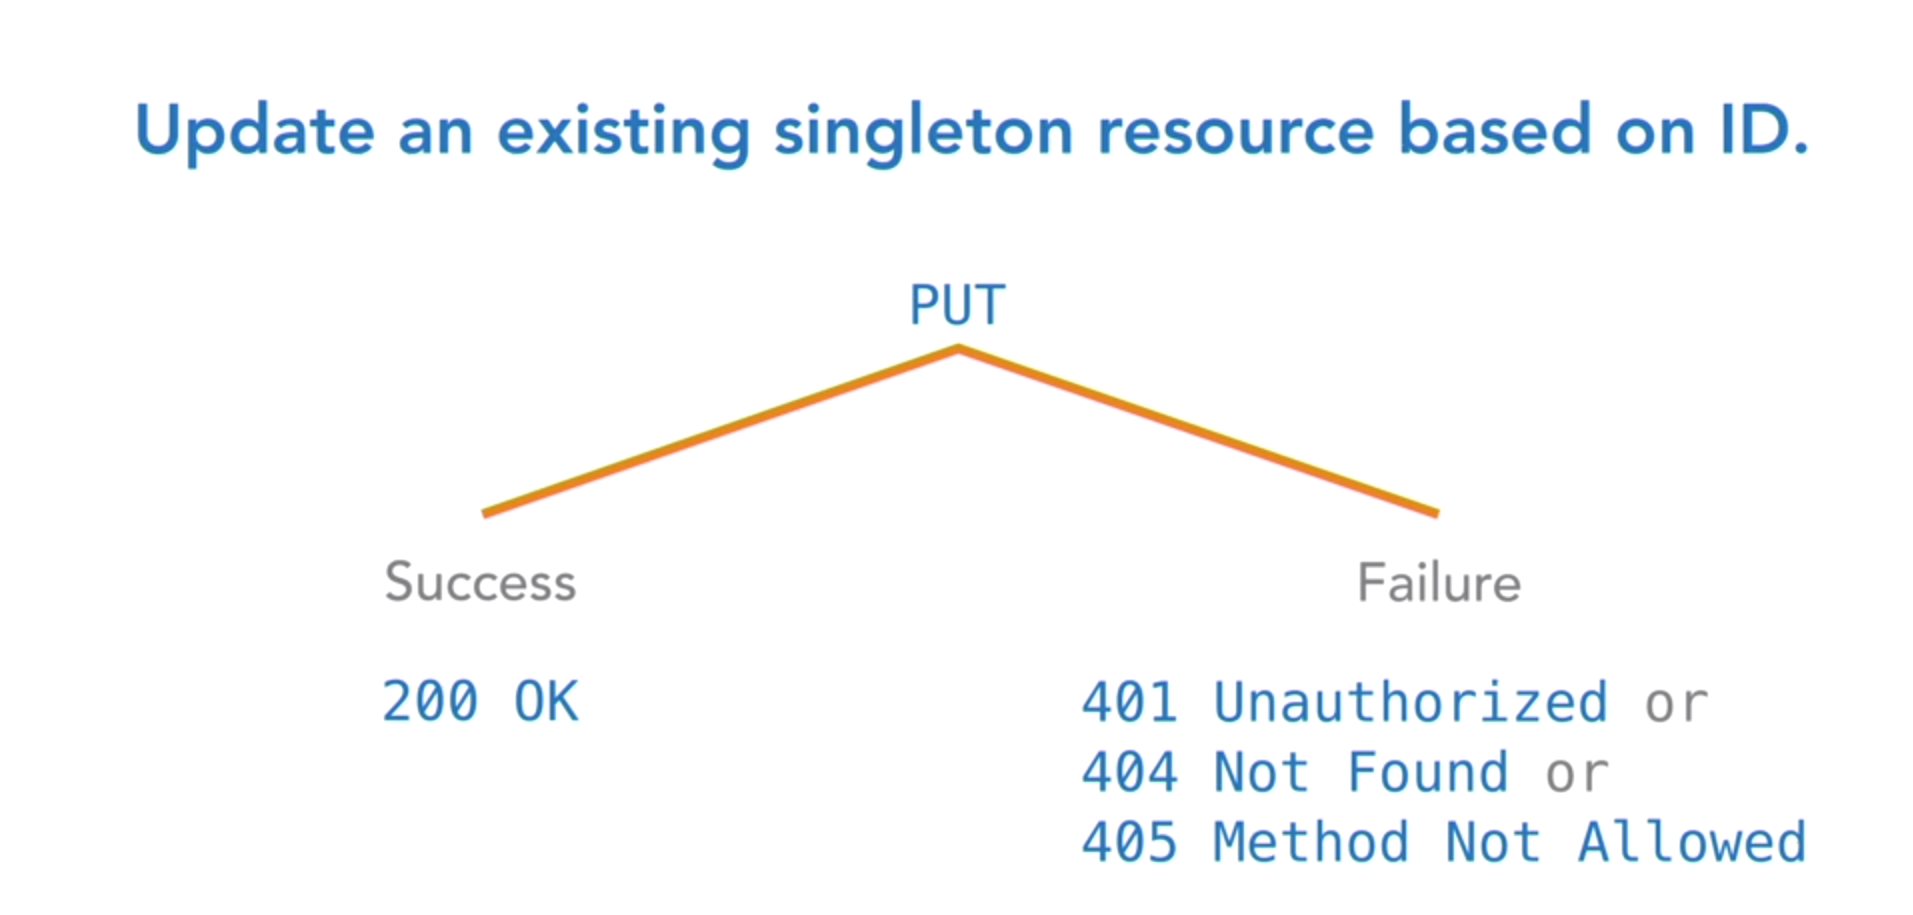 Update an existing singleton resource based on ID.
PUT
Success
Failure
200 OK
401 Unauthorized or
404 Not Found or
405 Method Not Allowed